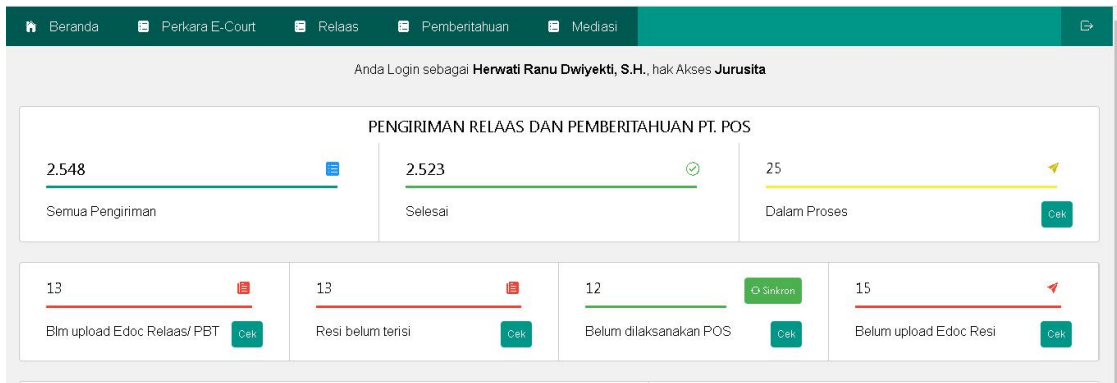 Beranda Perkara E-Court Relaas Pemberitahuan Mediasi
Anda Login sebagai Herwati Ranu Dwiyekti, S.H., hak Akses Jurusita
PENGIRIMAN RELAAS DAN PEMBERITAHUAN PT. POS
2.548 2.523 25
Semua Pengiriman Selesai Dalam Proses Cek
13 13 12 Sinkron 15
Blm upload Edoc Relaas/ PBT Cek Resi belum terisi Cek Belum dilaksanakan POS Cek Belum upload Edoc Resi Cek